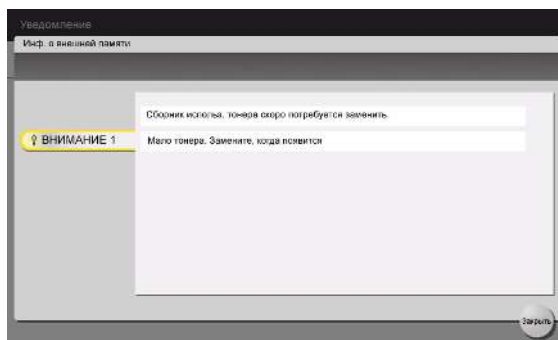 Уведомление
Инф. о внешней памяти
Сборник использ. тонера скоро потребуется заменить.
ВНИМАНИЕ 1
Мало тонера. Замените, когда появится
Закрыть